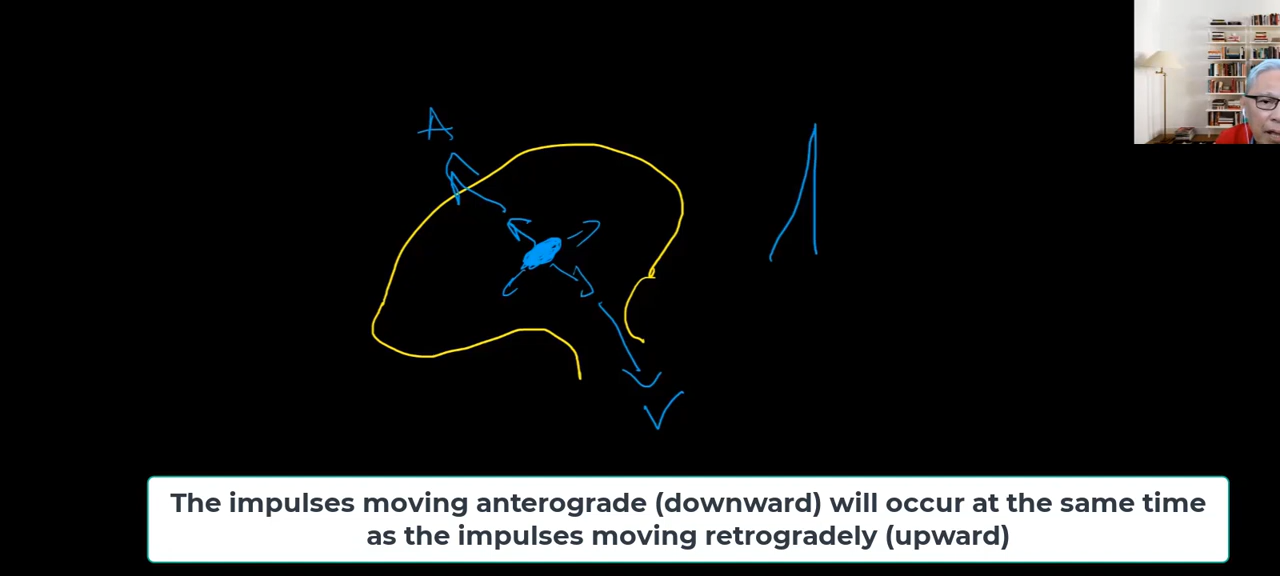 A
V
The impulses moving anterograde (downward) will occur at the same time
as the impulses moving retrogradely (upward)